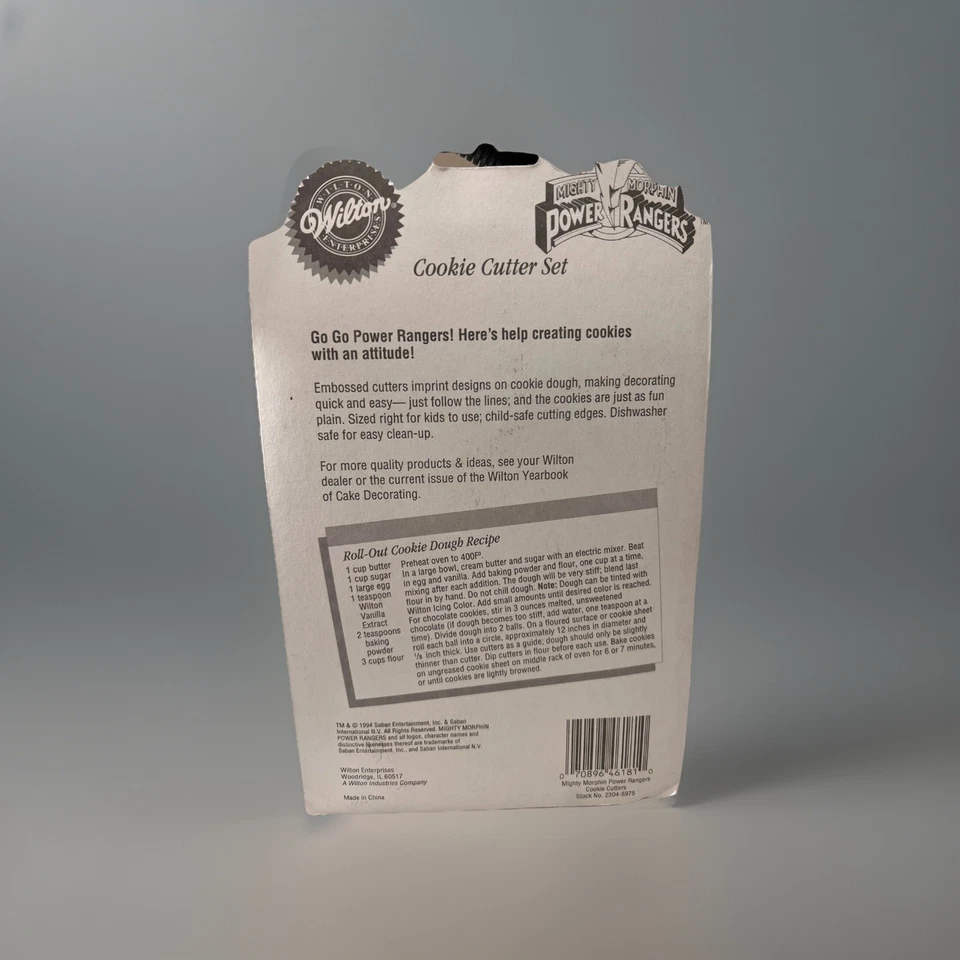 WILTON
Wilton®
ENTERPRISES
MIGHTY MORPHIN
POWER RANGERS
TM
Cookie Cutter Set
Go Go Power Rangers! Here's help creating cookies
with an attitude!
Embossed cutters imprint designs on cookie dough, making decorating
quick and easy— just follow the lines; and the cookies are just as fun
plain. Sized right for kids to use; child-safe cutting edges. Dishwasher
safe for easy clean-up.
For more quality products & ideas, see your Wilton
dealer or the current issue of the Wilton Yearbook
of Cake Decorating.
Roll-Out Cookie Dough Recipe
1 cup butter
1 cup sugar
1 large egg
1 teaspoon
Wilton
Vanilla
Extract
2 teaspoons
baking
powder
3 cups flour
Preheat oven to 400F°.
In a large bowl, cream butter and sugar with an electric mixer. Beat
in egg and vanilla. Add baking powder and flour, one cup at a time,
mixing after each addition. The dough will be very stiff; blend last
flour in by hand. Do not chill dough. Note: Dough can be tinted with
Wilton Icing Color. Add small amounts until desired color is reached.
For chocolate cookies, stir in 3 ounces melted, unsweetened
chocolate (if dough becomes too stiff, add water, one teaspoon at a
time). Divide dough into 2 balls. On a floured surface or cookie sheet
roll each ball into a circle, approximately 12 inches in diameter and
1/8 inch thick. Use cutters as a guide; dough should only be slightly
thinner than cutter. Dip cutters in flour before each use. Bake cookies
on ungreased cookie sheet on middle rack of oven for 6 or 7 minutes,
or until cookies are lightly browned.
TM & © 1994 Saban Entertainment, Inc. & Saban
International N.V. All Rights Reserved. MIGHTY MORPHIN
POWER RANGERS and all logos, character names and
distinctive likenesses thereof are trademarks of
Saban Entertainment, Inc., and Saban International N.V.
Wilton Enterprises
Woodridge, IL 60517
A Wilton Industries Company
Made in China
0 70896 46181 0
Mighty Morphin Power Rangers
Cookie Cutters
Stock No. 2304-5975